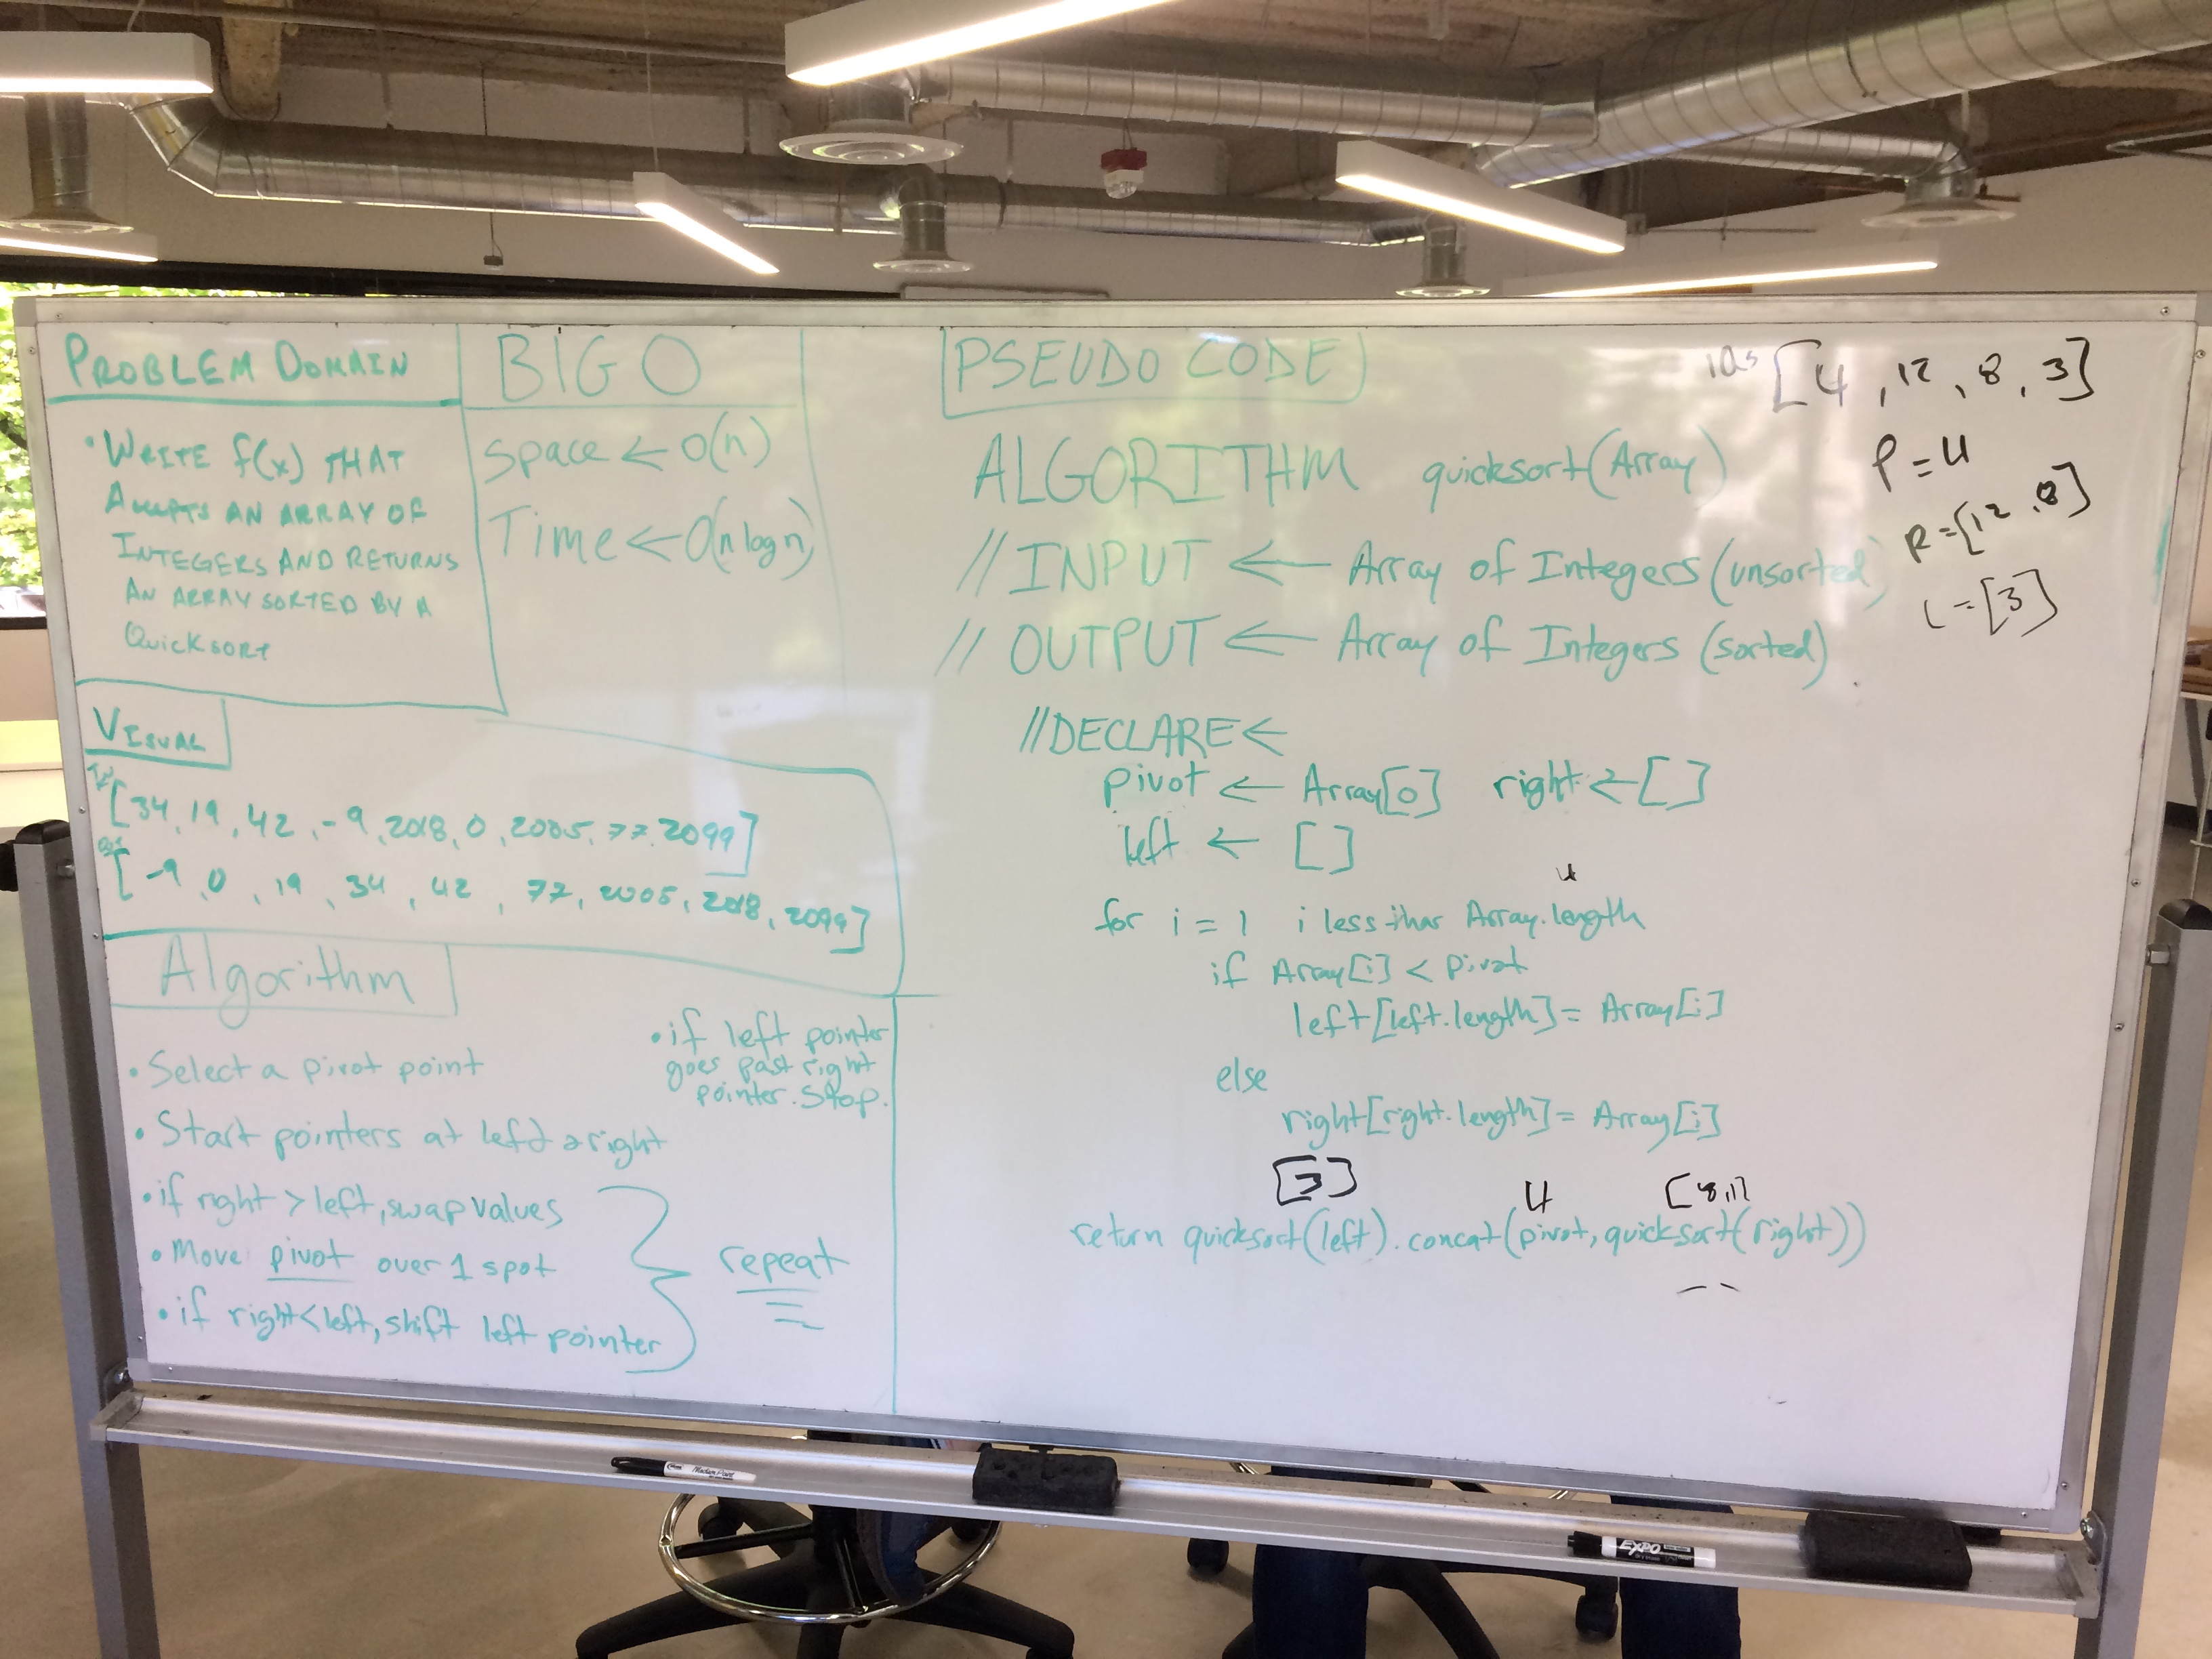 PROBLEM DOMAIN
• WRITE f(x) THAT
ACCEPTS AN ARRAY OF
INTEGERS AND RETURNS
AN ARRAY SORTED BY A
Quicksort
BIG O
Space ← O(n)
Time ← O(n log n)
VISUAL
[34, 19, 42, -9, 2018, 0, 2005, 77, 2099]
[-9, 0, 19, 34, 42, 77, 2005, 2018, 2099]
Algorithm
• Select a pivot point
• Start pointers at left & right
• if right > left, swap values
• Move pivot over 1 spot
• if right < left, shift left pointer
repeat
• if left pointer
goes past right
pointer. Stop.
PSEUDO CODE
ALGORITHM quicksort(Array)
// INPUT ← Array of Integers (unsorted)
// OUTPUT ← Array of Integers (sorted)
// DECLARE ←
pivot ← Array[0] right ← []
left ← []
4
for i = 1 i less than Array.length
if Array[i] < pivot
left[left.length] = Array[i]
else
right[right.length] = Array[i]
[3] 4
return quicksort(left).concat(pivot, quicksort(right))
[4, 12, 8, 3]
P = 4
R = [12, 8]
L = [3]
EXPO